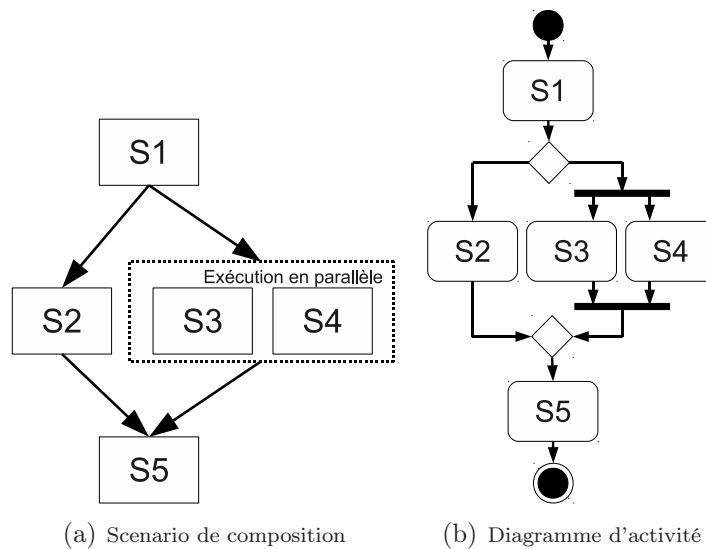 S1
Exécution en parallèle
S2
S3
S4
S5
(a) Scenario de composition
S1
S2
S3
S4
S5
(b) Diagramme d'activité